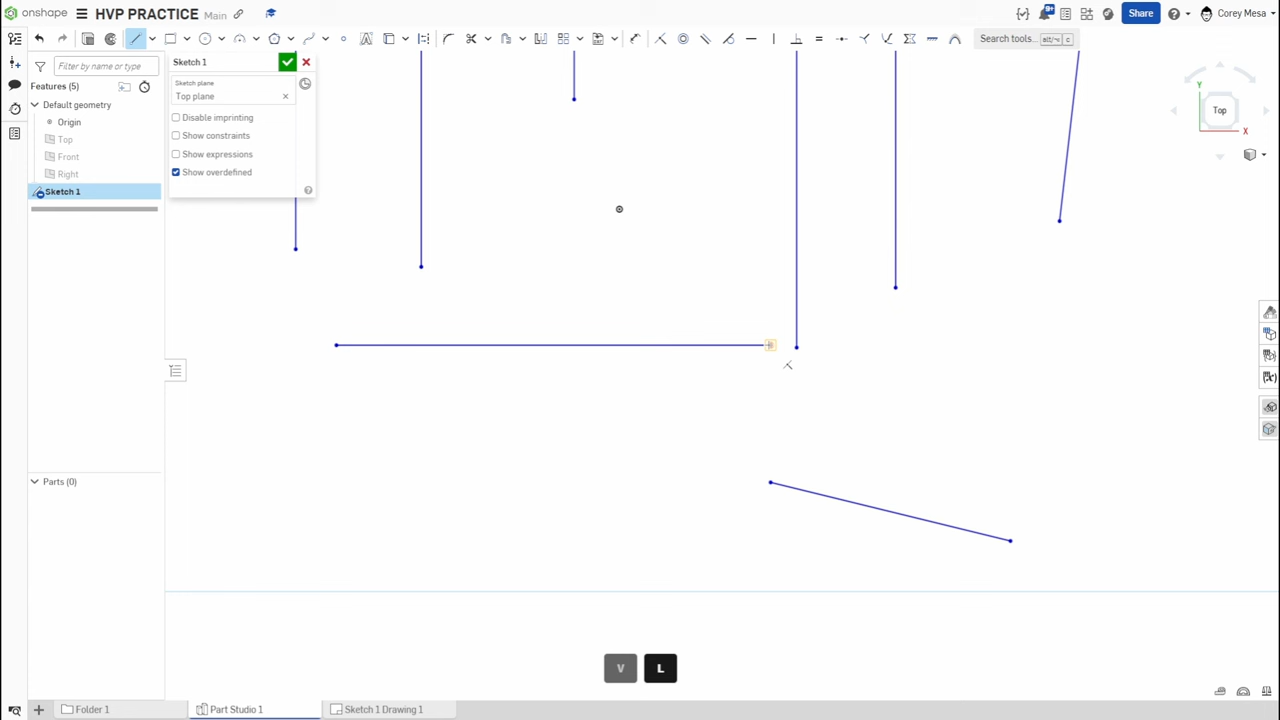 onshape HVP PRACTICE Main 9+ Share Corey Mesa
Search tools... alt/⌥ c
Filter by name or type
Features (5)
Default geometry
Origin
Top
Front
Right
Sketch 1
Parts (0)
Sketch 1
Sketch plane
Top plane
Disable imprinting
Show constraints
Show expressions
Show overdefined
Y
Top
X
(x)
V L
Folder 1 Part Studio 1 Sketch 1 Drawing 1